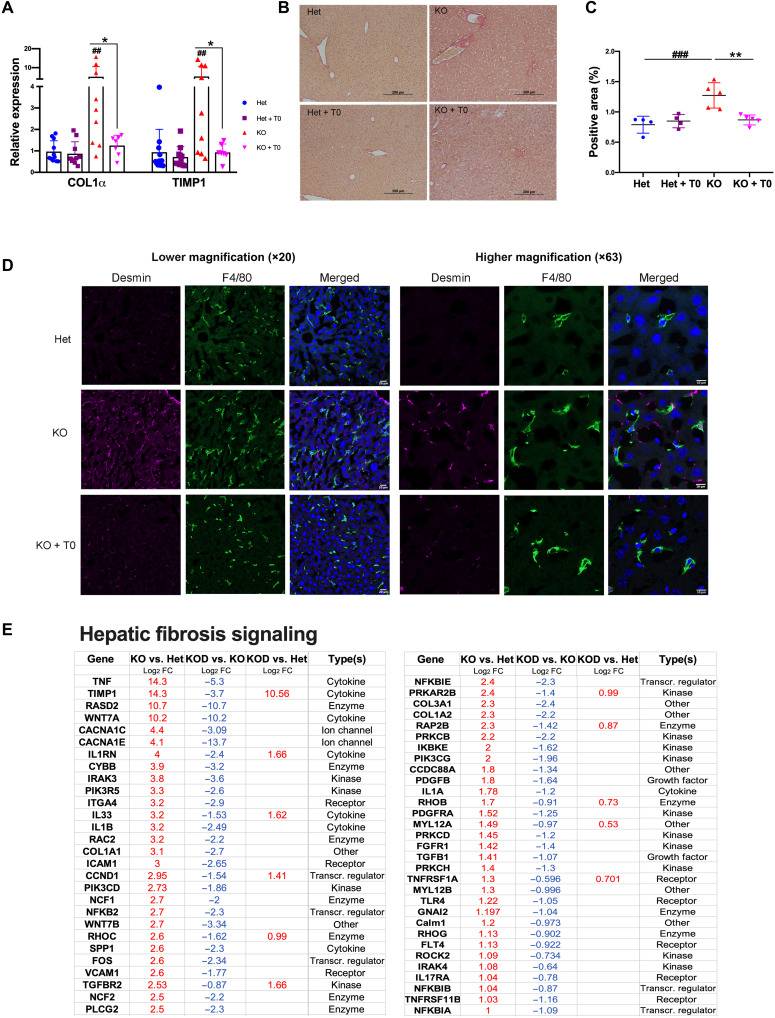 A
Relative expression
20
10
4
3
2
1
0
##
*
##
*
COL1α
TIMP1
Het
Het + T0
KO
KO + T0
B
Het
KO
Het + T0
KO + T0
C
Positive area (%)
2.0
1.5
1.0
0.5
0.0
###
**
Het
Het + T0
KO
KO + T0
D
Lower magnification (×20)
Higher magnification (×63)
Desmin
F4/80
Merged
Desmin
F4/80
Merged
Het
KO
KO + T0
E
Hepatic fibrosis signaling
Gene KO vs. Het KOD vs. KO KOD vs. Het Type(s)
Log2 FC Log2 FC Log2 FC
TNF 14.3 −5.3 Cytokine
TIMP1 14.3 −3.7 10.56 Cytokine
RASD2 10.7 −10.7 Enzyme
WNT7A 10.2 −10.2 Cytokine
CACNA1C 4.4 −3.09 Ion channel
CACNA1E 4.1 −13.7 Ion channel
IL1RN 4 −2.4 1.66 Cytokine
CYBB 3.9 −3.2 Enzyme
IRAK3 3.8 −3.6 Kinase
PIK3R5 3.3 −2.6 Kinase
ITGA4 3.2 −2.9 Receptor
IL33 3.2 −1.53 1.62 Cytokine
IL1B 3.2 −2.49 Cytokine
RAC2 3.2 −2.2 Enzyme
COL1A1 3.1 −2.7 Other
ICAM1 3 −2.65 Receptor
CCND1 2.95 −1.54 1.41 Transcr. regulator
PIK3CD 2.73 −1.86 Kinase
NCF1 2.7 −2 Enzyme
NFKB2 2.7 −2.3 Transcr. regulator
WNT7B 2.7 −3.34 Other
RHOC 2.6 −1.62 0.99 Enzyme
SPP1 2.6 −2.3 Cytokine
FOS 2.6 −2.34 Transcr. regulator
VCAM1 2.6 −1.77 Receptor
TGFBR2 2.53 −0.87 1.66 Kinase
NCF2 2.5 −2.2 Enzyme
PLCG2 2.5 −2.3 Enzyme
Gene KO vs. Het KOD vs. KO KOD vs. Het Type(s)
Log2 FC Log2 FC Log2 FC
NFKBIE 2.4 −2.3 Transcr. regulator
PRKAR2B 2.4 −1.4 0.99 Kinase
COL3A1 2.3 −2.4 Other
COL1A2 2.3 −2.2 Other
RAP2B 2.3 −1.42 0.87 Enzyme
PRKCB 2.2 −2.2 Kinase
IKBKE 2 −1.62 Kinase
PIK3CG 2 −1.96 Kinase
CCDC88A 1.8 −1.34 Other
PDGFB 1.8 −1.64 Growth factor
IL1A 1.78 −1.2 Cytokine
RHOB 1.7 −0.91 0.73 Enzyme
PDGFRA 1.52 −1.25 Kinase
MYL12A 1.49 −0.97 0.53 Other
PRKCD 1.45 −1.2 Kinase
FGFR1 1.42 −1.4 Kinase
TGFB1 1.41 −1.07 Growth factor
PRKCH 1.4 −1.3 Kinase
TNFRSF1A 1.3 −0.596 0.701 Receptor
MYL12B 1.3 −0.996 Other
TLR4 1.22 −1.05 Receptor
GNAI2 1.197 −1.04 Enzyme
Calm1 1.2 −0.973 Other
RHOG 1.13 −0.902 Enzyme
FLT4 1.13 −0.922 Receptor
ROCK2 1.09 −0.734 Kinase
IRAK4 1.08 −0.64 Kinase
IL17RA 1.04 −0.78 Receptor
NFKBIB 1.04 −0.87 Transcr. regulator
TNFRSF11B 1.03 −1.16 Receptor
NFKBIA 1 −1.09 Transcr. regulator